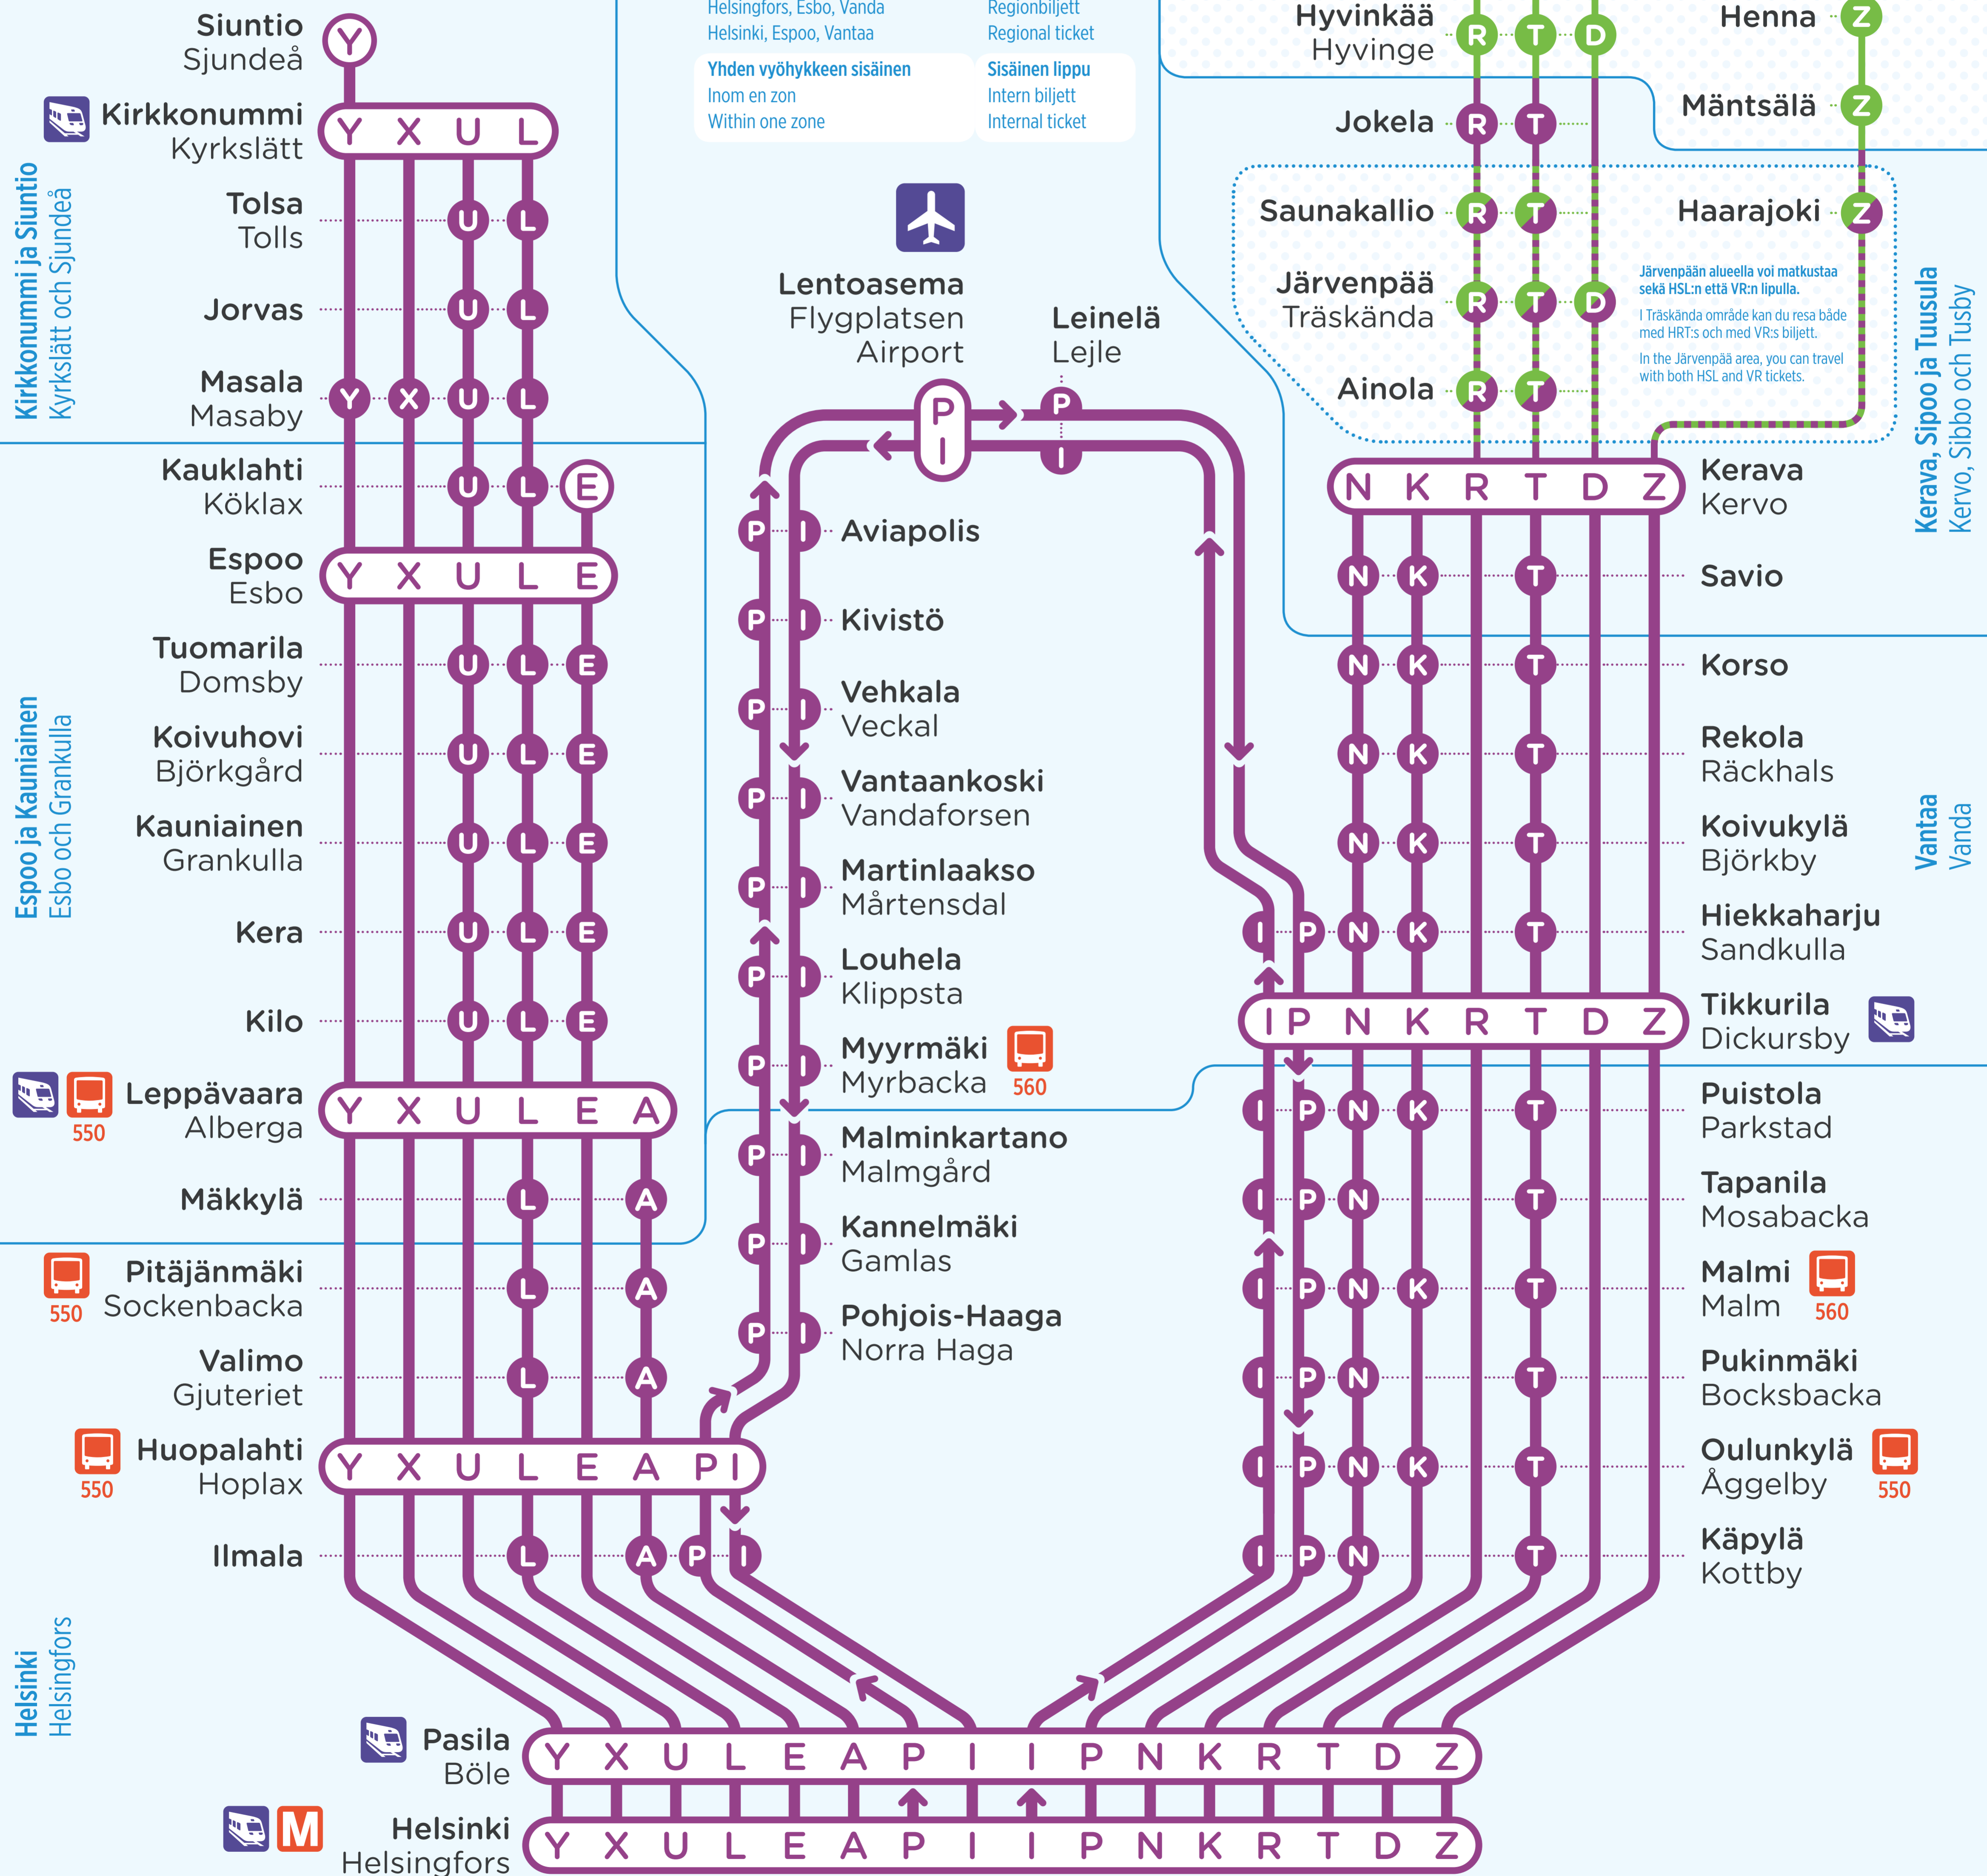 Helsingfors, Esbo, Vanda
Helsinki, Espoo, Vantaa
Regionbiljett
Regional ticket
Yhden vyöhykkeen sisäinen
Inom en zon
Within one zone
Sisäinen lippu
Intern biljett
Internal ticket
Kirkkonummi ja Siuntio
Kyrkslätt och Sjundeå
Siuntio
Sjundeå
Y
Kirkkonummi
Kyrkslätt
Y X U L
Tolsa
Tolls
U L
Jorvas
U L
Masala
Masaby
Y X U L
Espoo ja Kauniainen
Esbo och Grankulla
Kauklahti
Köklax
U L E
Espoo
Esbo
Y X U L E
Tuomarila
Domsby
U L E
Koivuhovi
Björkgård
U L E
Kauniainen
Grankulla
U L E
Kera
U L E
Kilo
U L E
550
Leppävaara
Alberga
Y X U L E A
Mäkkylä
L A
550
Pitäjänmäki
Sockenbacka
L A
Valimo
Gjuteriet
L A
550
Huopalahti
Hoplax
Y X U L E A P I
Ilmala
L A P I
Helsinki
Helsingfors
Lentoasema
Flygplatsen
Airport
P
I
Leinelä
Lejle
P
I
P I Aviapolis
P I Kivistö
P I Vehkala
Veckal
P I Vantaankoski
Vandaforsen
P I Martinlaakso
Mårtensdal
P I Louhela
Klippsta
P I Myyrmäki
Myrbacka
560
P I Malminkartano
Malmgård
P I Kannelmäki
Gamlas
P I Pohjois-Haaga
Norra Haga
Hyvinkää
Hyvinge
R T D
Jokela
R T
Saunakallio
R T
Järvenpää
Träskända
R T D
Ainola
R T
Henna
Z
Mäntsälä
Z
Haarajoki
Z
Järvenpään alueella voi matkustaa
sekä HSL:n että VR:n lipulla.
I Träskända område kan du resa både
med HRT:s och med VR:s biljett.
In the Järvenpää area, you can travel
with both HSL and VR tickets.
Kerava, Sipoo ja Tuusula
Kervo, Sibbo och Tusby
N K R T D Z
Kerava
Kervo
N K T Savio
Vantaa
Vanda
N K T Korso
N K T Rekola
Räckhals
N K T Koivukylä
Björkby
I P N K T Hiekkaharju
Sandkulla
I P N K R T D Z Tikkurila
Dickursby
I P N K T Puistola
Parkstad
I P N T Tapanila
Mosabacka
I P N K T Malmi
Malm
560
I P N T Pukinmäki
Bocksbacka
I P N K T Oulunkylä
Åggelby
550
I P N T Käpylä
Kottby
Pasila
Böle
Y X U L E A P I I P N K R T D Z
M
Helsinki
Helsingfors
Y X U L E A P I I P N K R T D Z